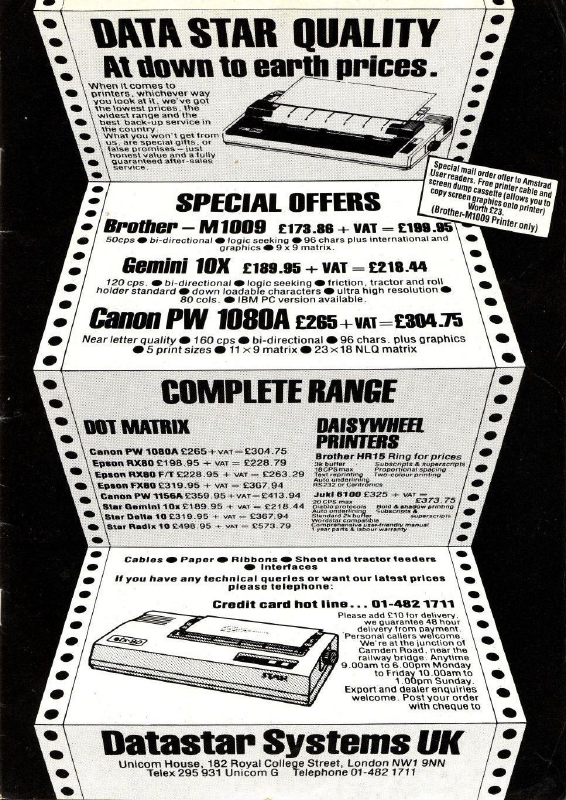 DATA STAR QUALITY
At down to earth prices.
When it comes to
printers, whichever way
you look at it, we've got
the lowest prices, the
widest range and the
best back-up service in
the country.
What you won't get from
us, are special gifts, or
false promises — just
honest value and a fully
guaranteed after-sales
service.
Special mail order offer to Amstrad
User readers. Free printer cable and
screen dump cassette (allows you to
copy screen graphics onto printer)
Worth £23.
(Brother-M1009 Printer only)
SPECIAL OFFERS
Brother – M1009 £173.86 + VAT = £199.95
50cps ● bi-directional ● logic seeking ● 96 chars plus international and
graphics ● 9 x 9 matrix.
Gemini 10X £189.95 + VAT = £218.44
120 cps. ● bi-directional ● logic seeking ● friction, tractor and roll
holder standard ● down loadable characters ● ultra high resolution ●
80 cols. ● IBM PC version available.
Canon PW 1080A £265 + VAT = £304.75
Near letter quality ● 160 cps ● bi-directional ● 96 chars. plus graphics
● 5 print sizes ● 11 x 9 matrix ● 23 x 18 NLQ matrix
COMPLETE RANGE
DOT MATRIX
Canon PW 1080A £265 + VAT = £304.75
Epson RX80 £198.95 + VAT = £228.79
Epson RX80 F/T £228.95 + VAT = £263.29
Epson FX80 £319.95 + VAT = £367.94
Canon PW 1156A £359.95 + VAT = £413.94
Star Gemini 10x £189.95 + VAT = £218.44
Star Delta 10 £319.95 + VAT = £367.94
Star Radix 10 £498.95 + VAT = £573.79
DAISYWHEEL
PRINTERS
Brother HR15 Ring for prices
3k buffer Subscripts & superscripts
18 CPS max Proportional spacing
Text reprinting Two-colour printing
Auto underlining
RS232 or Centronics
Juki 6100 £325 + VAT =
£373.75
20 CPS max
Diablo protocols Bold & shadow printing
Auto underlining Subscripts &
Standard 2k buffer superscripts
Wordstar compatible
Comprehensive user-friendly manual
1 year parts & labour warranty
Cables ● Paper ● Ribbons ● Sheet and tractor feeders
● Interfaces
If you have any technical queries or want our latest prices
please telephone:
Credit card hot line... 01-482 1711
Please add £10 for delivery,
we guarantee 48 hour
delivery from payment.
Personal callers welcome.
We're at the junction of
Camden Road, near the
railway bridge. Anytime
9.00am to 6.00pm Monday
to Friday 10.00am to
1.00pm Sunday.
Export and dealer enquiries
welcome. Post your order
with cheque to
star
Datastar Systems UK
Unicom House, 182 Royal College Street, London NW1 9NN
Telex 295 931 Unicom G Telephone 01-482 1711